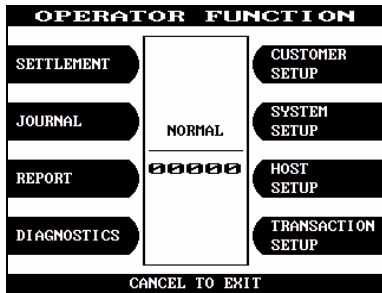 OPERATOR FUNCTION
SETTLEMENT
JOURNAL
REPORT
DIAGNOSTICS
NORMAL
00000
CUSTOMER
SETUP
SYSTEM
SETUP
HOST
SETUP
TRANSACTION
SETUP
CANCEL TO EXIT